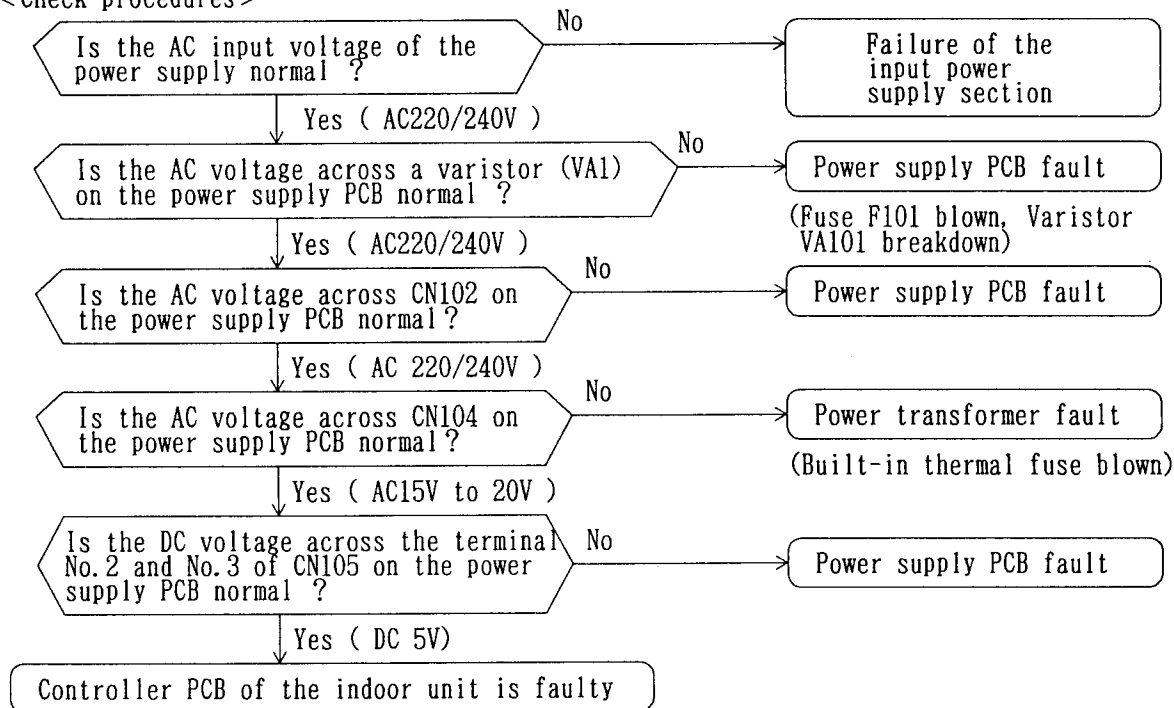 <Check procedures>
Is the AC input voltage of the
power supply normal ?
No
Failure of the
input power
supply section
Yes ( AC220/240V )
Is the AC voltage across a varistor (VA1)
on the power supply PCB normal ?
No
Power supply PCB fault
(Fuse F101 blown, Varistor
VA101 breakdown)
Yes ( AC220/240V )
Is the AC voltage across CN102 on
the power supply PCB normal?
No
Power supply PCB fault
Yes ( AC 220/240V )
Is the AC voltage across CN104 on
the power supply PCB normal?
No
Power transformer fault
(Built-in thermal fuse blown)
Yes ( AC15V to 20V )
Is the DC voltage across the terminal
No.2 and No.3 of CN105 on the power
supply PCB normal ?
No
Power supply PCB fault
Yes ( DC 5V)
Controller PCB of the indoor unit is faulty